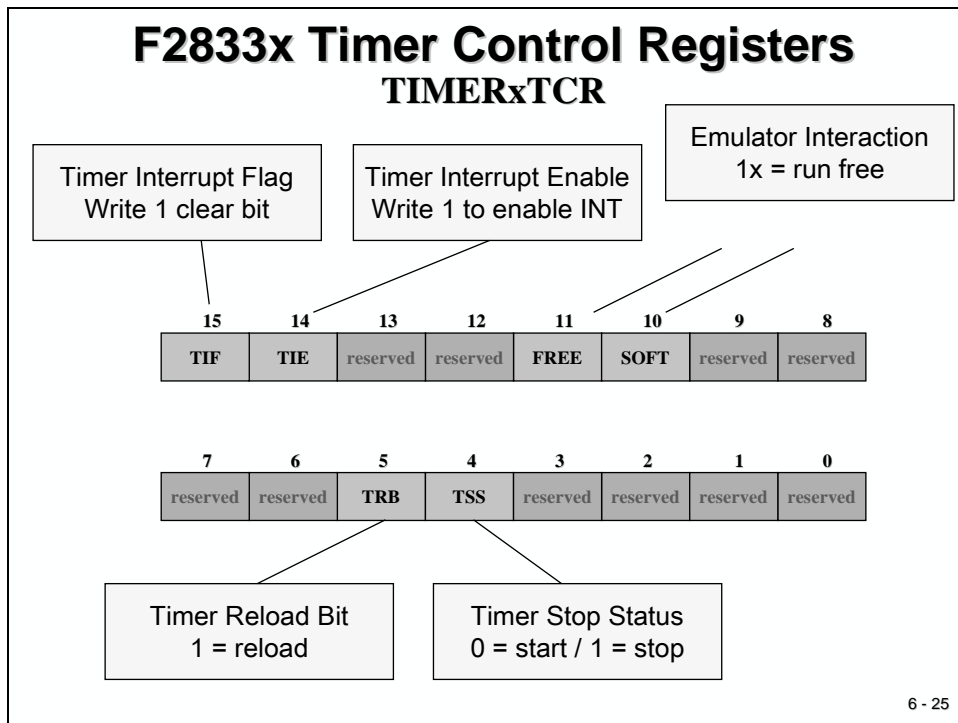 F2833x Timer Control Registers
TIMERxTCR
Emulator Interaction
1x = run free
Timer Interrupt Flag
Write 1 clear bit
Timer Interrupt Enable
Write 1 to enable INT
15 14 13 12 11 10 9 8
TIF TIE reserved reserved FREE SOFT reserved reserved
7 6 5 4 3 2 1 0
reserved reserved TRB TSS reserved reserved reserved reserved
Timer Reload Bit
1 = reload
Timer Stop Status
0 = start / 1 = stop
6 - 25